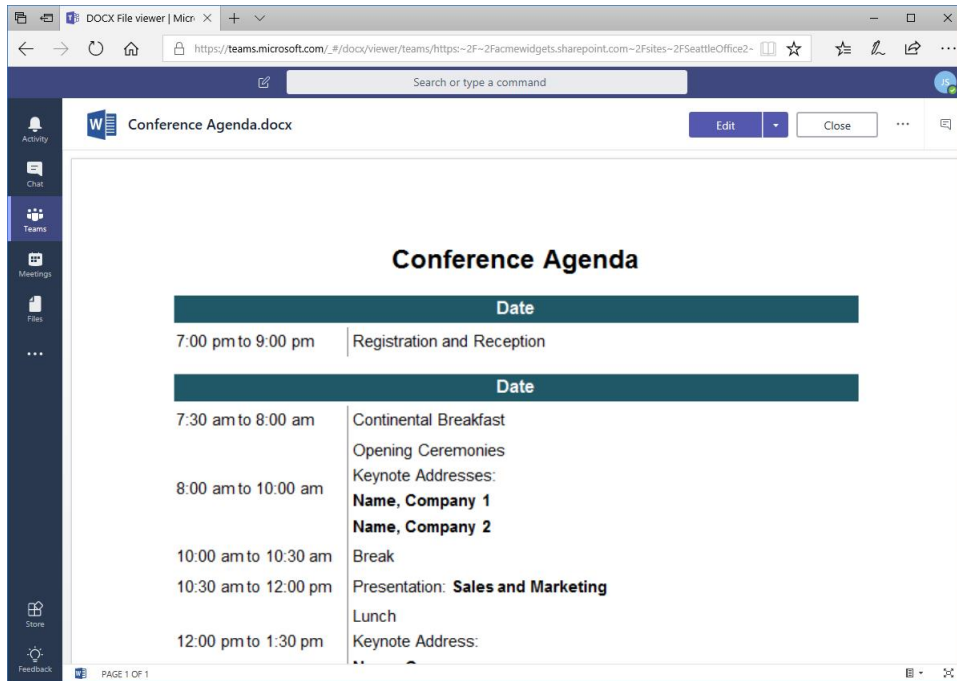 DOCX File viewer | Micr
https://teams.microsoft.com/_#/docx/viewer/teams/https:~2F~2Facmewidgets.sharepoint.com~2Fsites~2FSeattleOffice2~
Search or type a command
JS
Activity
Chat
Teams
Meetings
Files
Store
Feedback
Conference Agenda.docx
Edit
Close
Conference Agenda
Date
7:00 pm to 9:00 pm Registration and Reception
Date
7:30 am to 8:00 am Continental Breakfast
8:00 am to 10:00 am Opening Ceremonies
Keynote Addresses:
Name, Company 1
Name, Company 2
10:00 am to 10:30 am Break
10:30 am to 12:00 pm Presentation: Sales and Marketing
12:00 pm to 1:30 pm Lunch
Keynote Address:
PAGE 1 OF 1